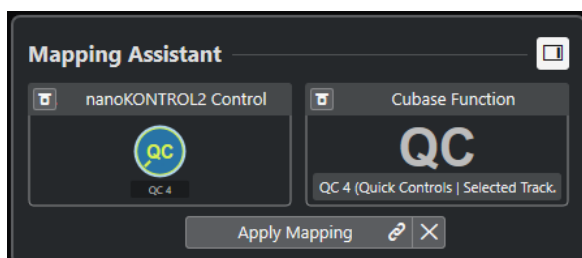 Mapping Assistant
nanoKONTROL2 Control
Cubase Function
QC
QC 4
QC
QC 4 (Quick Controls | Selected Track.
Apply Mapping